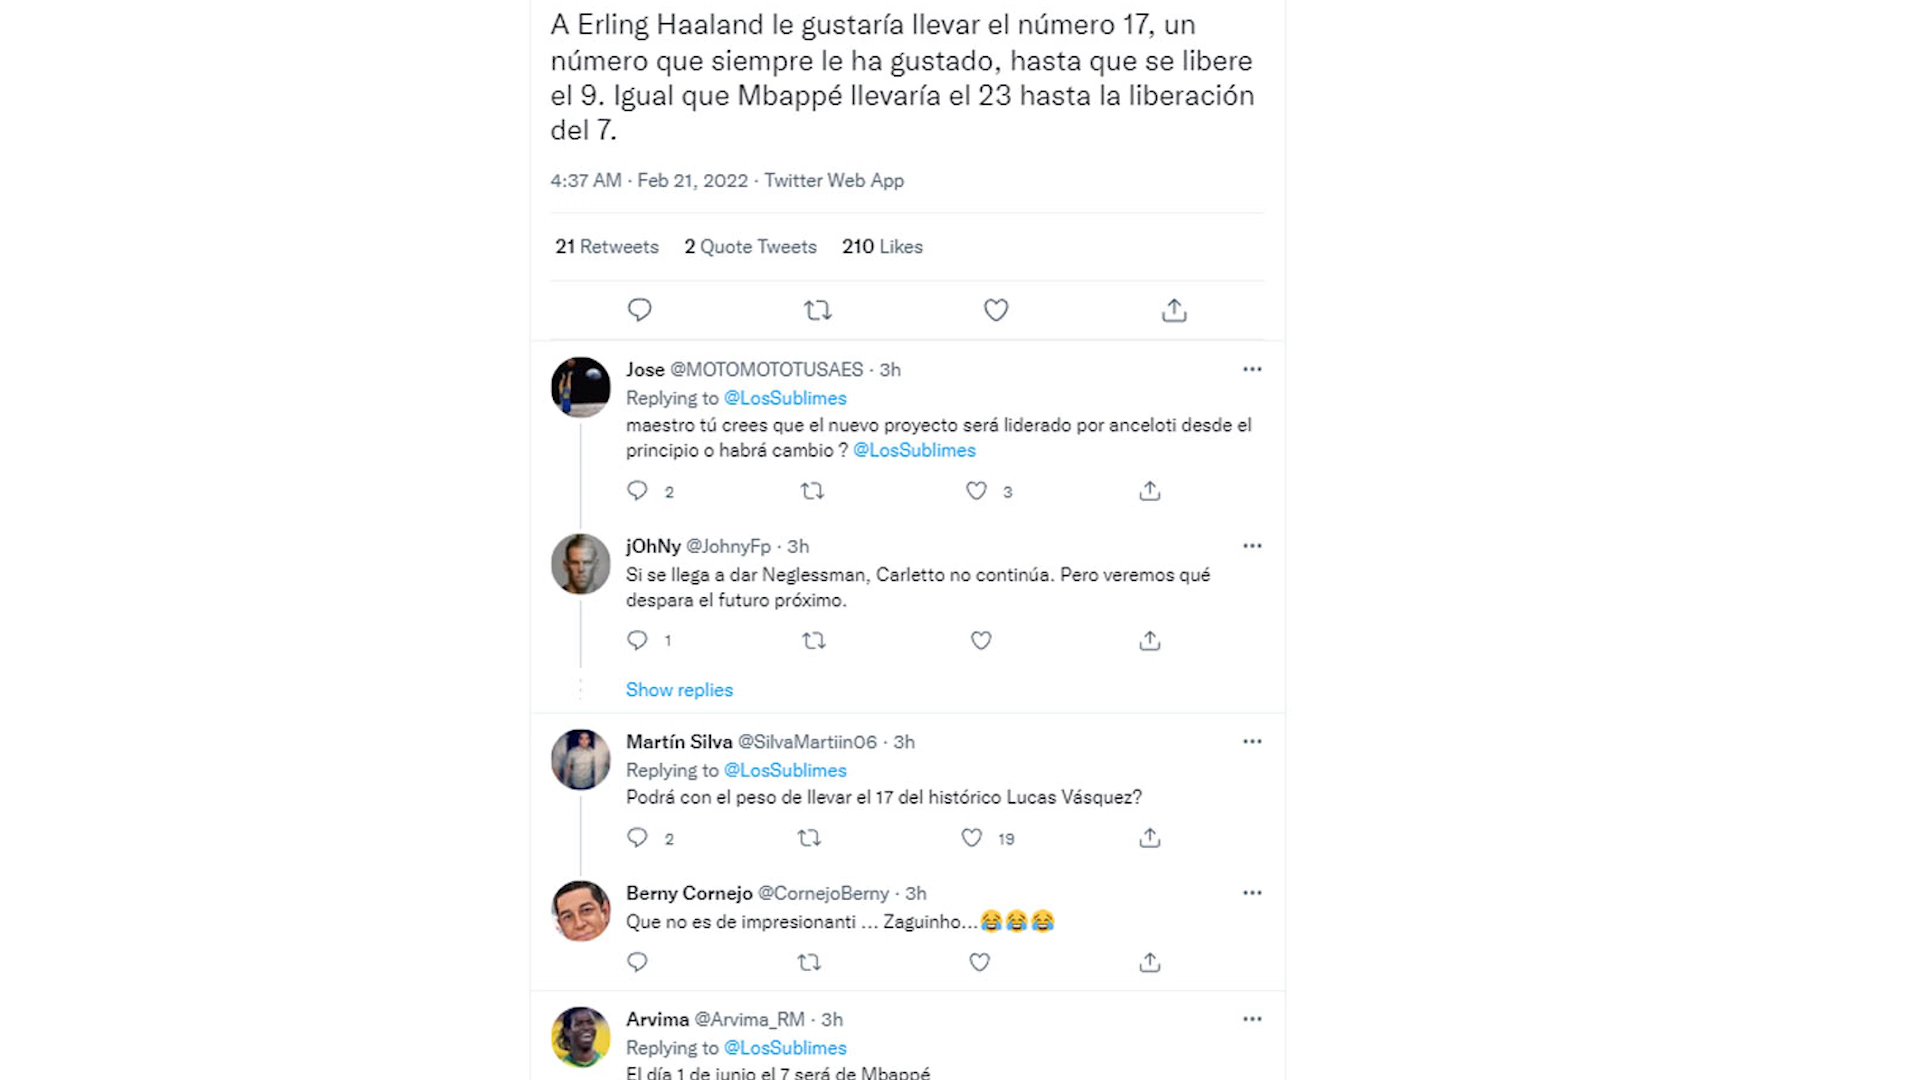 A Erling Haaland le gustaría llevar el número 17, un
número que siempre le ha gustado, hasta que se libere
el 9. Igual que Mbappé llevaría el 23 hasta la liberación
del 7.
4:37 AM · Feb 21, 2022 · Twitter Web App
21 Retweets 2 Quote Tweets 210 Likes
Jose @MOTOMOTOTUSAES · 3h
Replying to @LosSublimes
maestro tú crees que el nuevo proyecto será liderado por anceloti desde el
principio o habrá cambio ? @LosSublimes
2 3
jOhNy @JohnyFp · 3h
Si se llega a dar Neglessman, Carletto no continúa. Pero veremos qué
despara el futuro próximo.
1
Show replies
Martín Silva @SilvaMartiin06 · 3h
Replying to @LosSublimes
Podrá con el peso de llevar el 17 del histórico Lucas Vásquez?
2 19
Berny Cornejo @CornejoBerny · 3h
Que no es de impresionanti ... Zaguinho...😂😂😂
Arvima @Arvima_RM · 3h
Replying to @LosSublimes
El día 1 de junio el 7 será de Mbappé